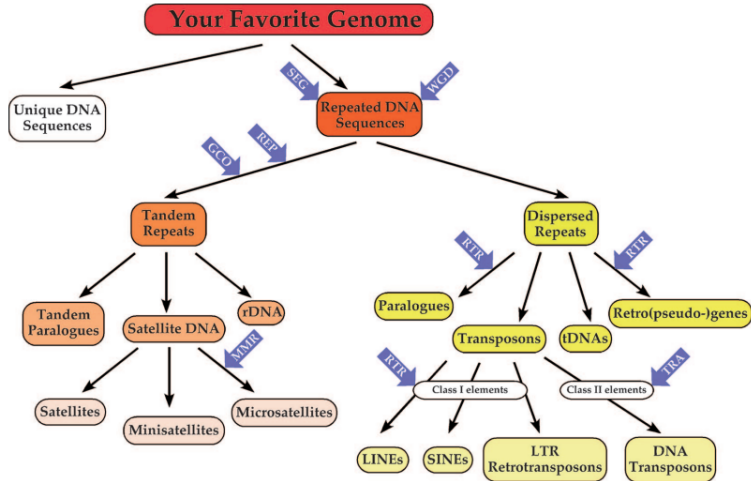 Your Favorite Genome
SEG
WGD
Unique DNA
Sequences
Repeated DNA
Sequences
GCO
REP
Tandem
Repeats
Dispersed
Repeats
RTR
RTR
Tandem
Paralogues
Satellite DNA
rDNA
Paralogues
Transposons
tDNAs
Retro(pseudo-)genes
MMR
RTR
TRA
Class I elements
Class II elements
Satellites
Minisatellites
Microsatellites
LINEs
SINEs
LTR
Retrotransposons
DNA
Transposons